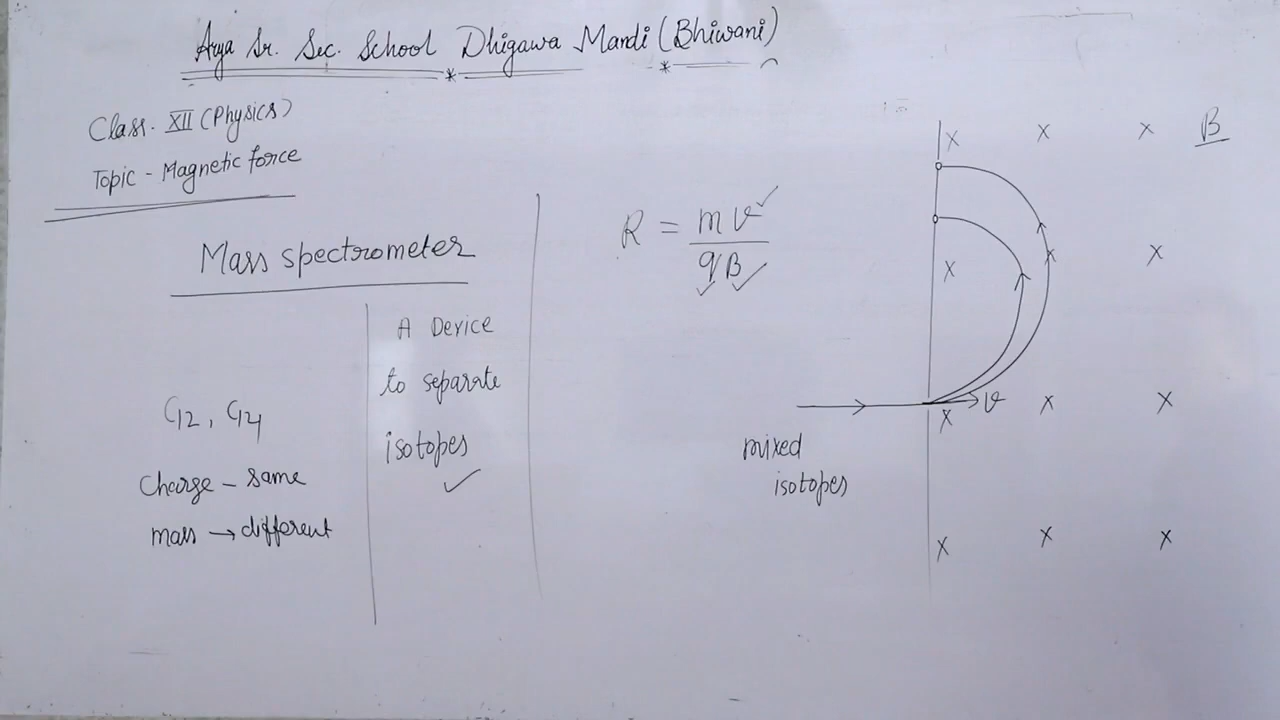 Arya Sr. Sec. School Dhigawa Mandi (Bhiwani)
Class. XII (Physics)
Topic - Magnetic force
Mass spectrometer
A Device
to separate
isotopes
C12, C14
Charge - same
mass → different
R = mv / qB
mixed
isotopes
v
B
x x x
x x x
x x x
x x x